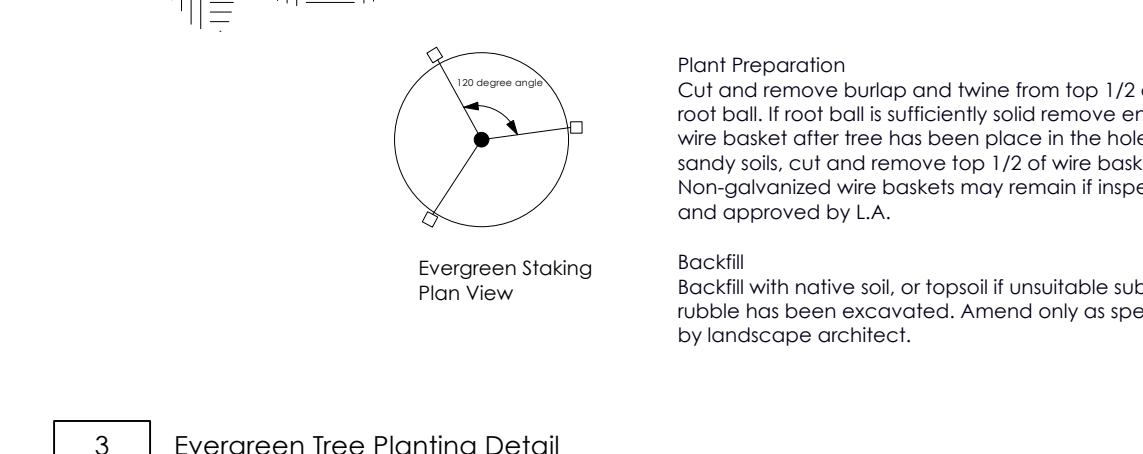 120 degree angle
Evergreen Staking
Plan View
Plant Preparation
Cut and remove burlap and twine from top 1/2
root ball. If root ball is sufficiently solid remove
wire basket after tree has been place in the hole
sandy soils, cut and remove top 1/2 of wire
Non-galvanized wire baskets may remain if
and approved by L.A.
Backfill
Backfill with native soil, or topsoil if unsuitable
rubble has been excavated. Amend only as
by landscape architect.
3
Evergreen Tree Planting Detail